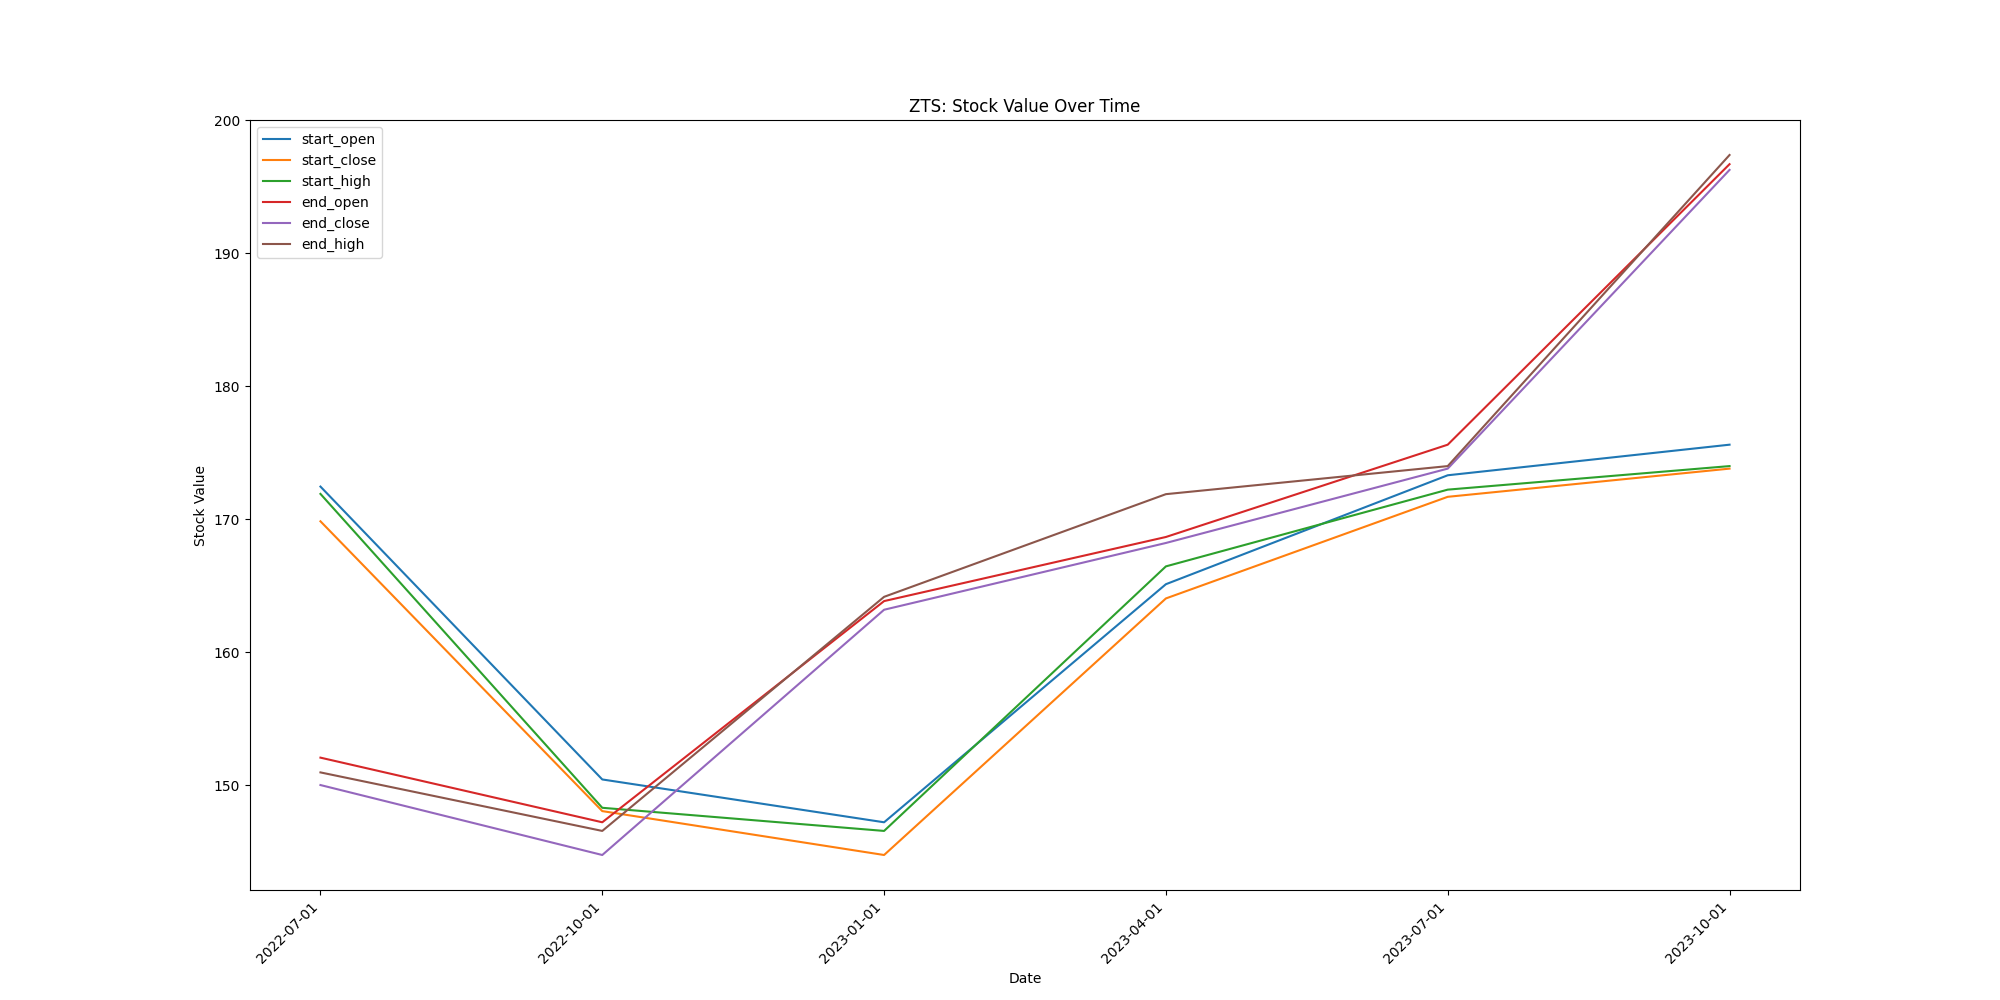 ZTS: Stock Value Over Time
start_open
start_close
start_high
end_open
end_close
end_high
200
190
180
170
160
150
Stock Value
2022-07-01
2022-10-01
2023-01-01
2023-04-01
2023-07-01
2023-10-01
Date